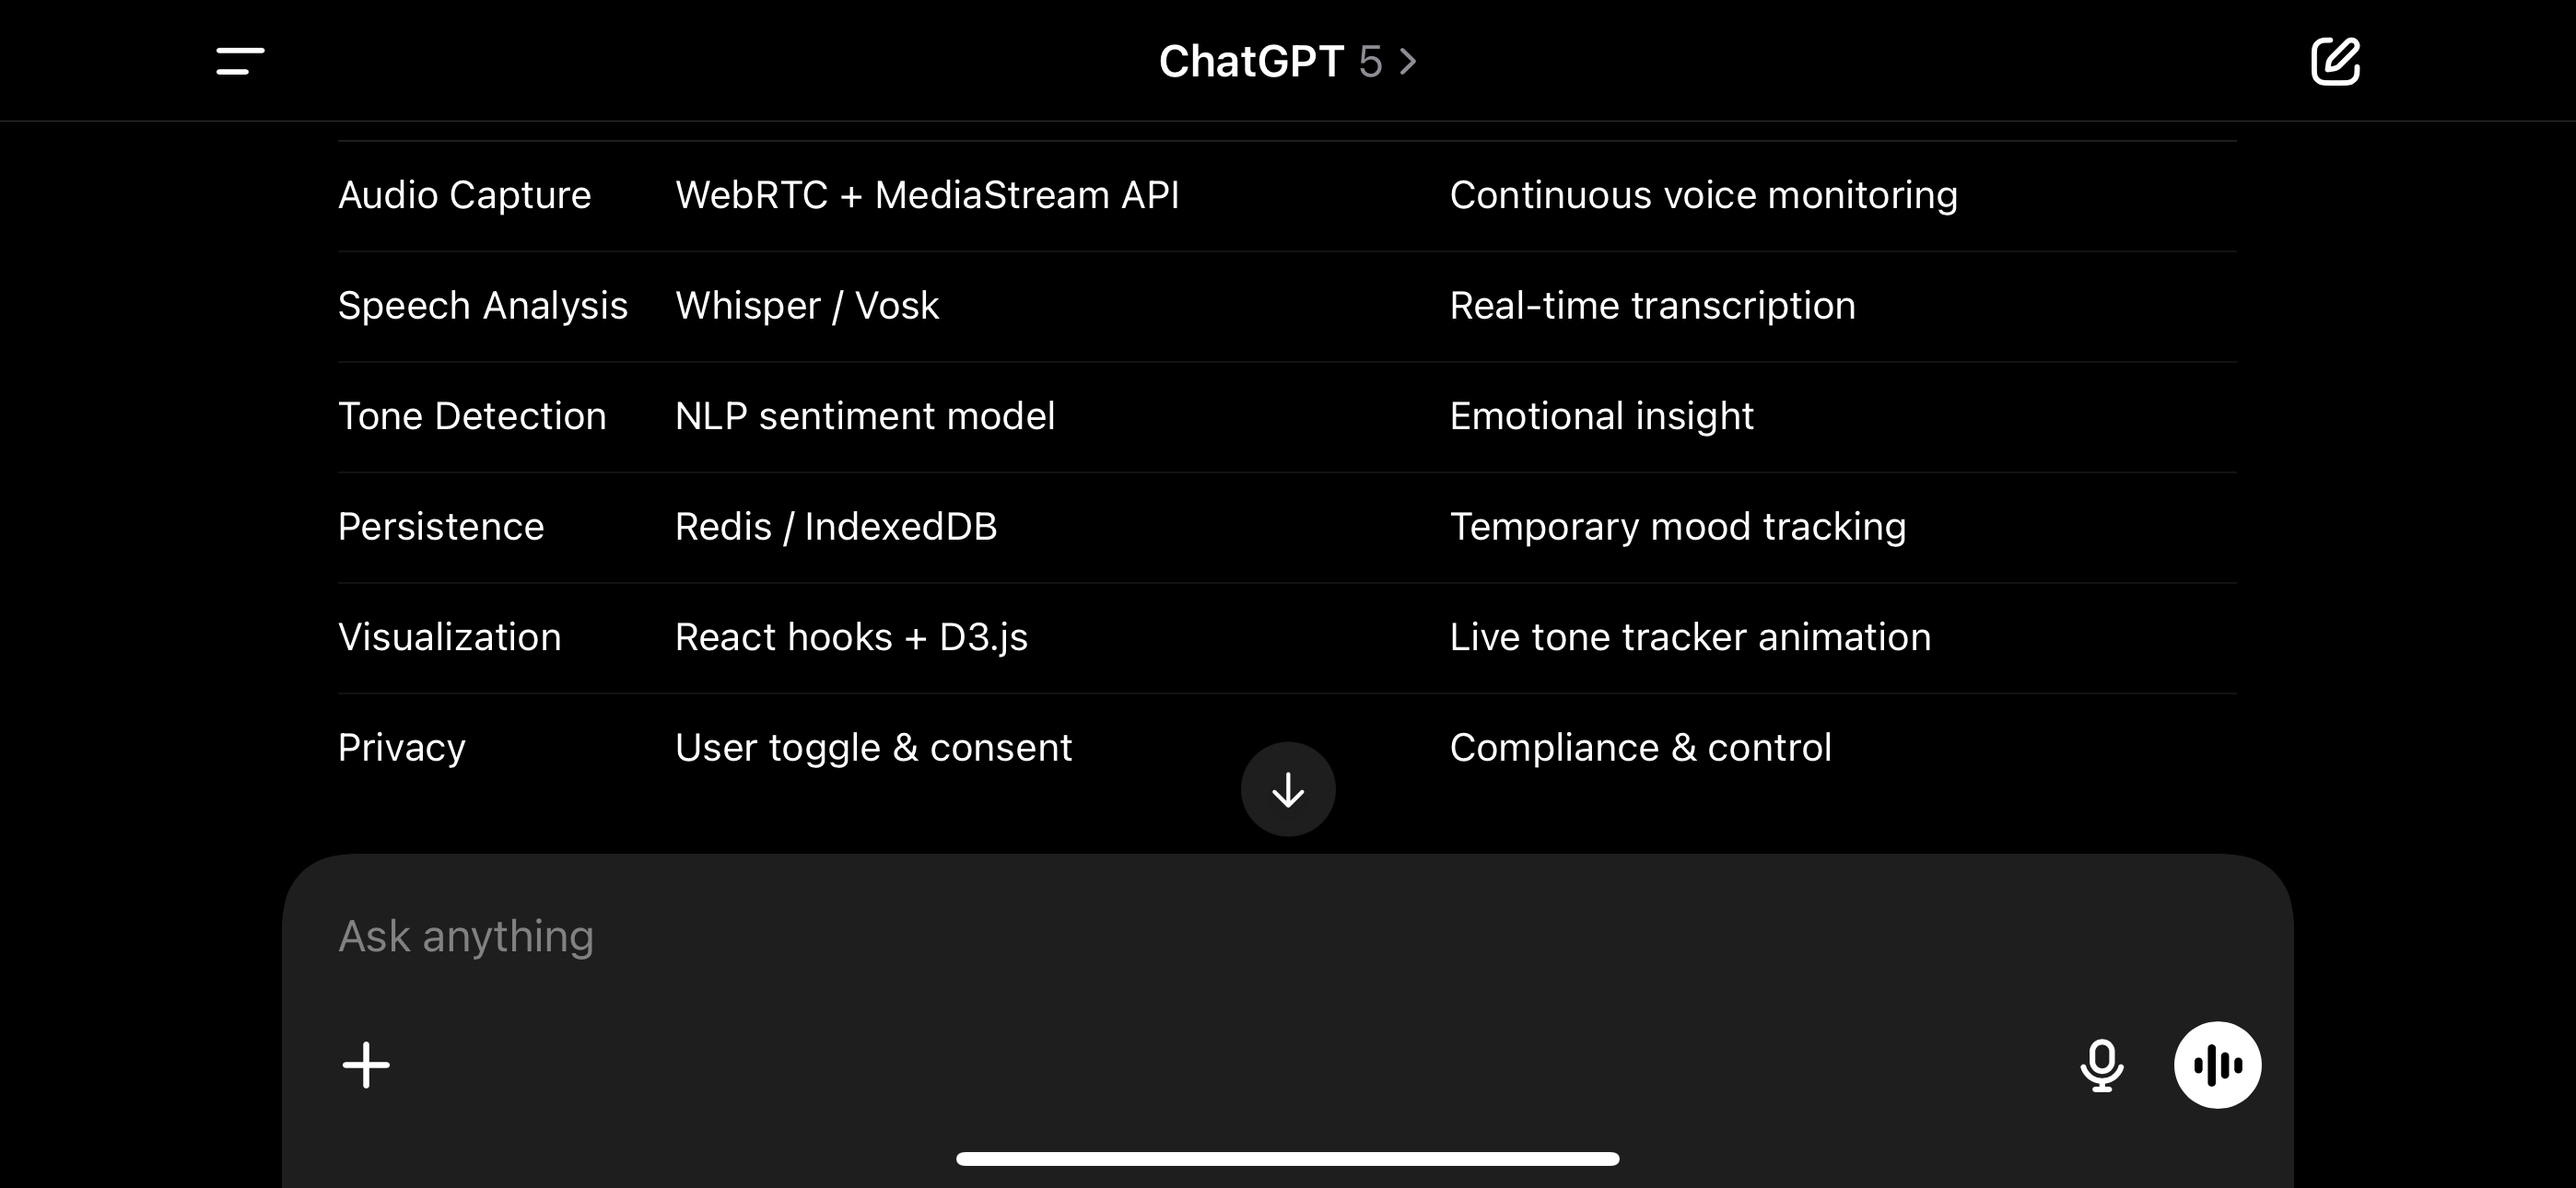 ChatGPT 5
Audio Capture WebRTC + MediaStream API Continuous voice monitoring
Speech Analysis Whisper / Vosk Real-time transcription
Tone Detection NLP sentiment model Emotional insight
Persistence Redis / IndexedDB Temporary mood tracking
Visualization React hooks + D3.js Live tone tracker animation
Privacy User toggle & consent Compliance & control
Ask anything